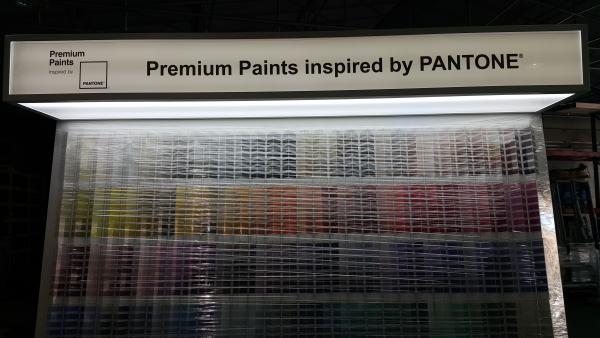 Premium
Paints
inspired by
PANTONE®
Premium Paints inspired by PANTONE®